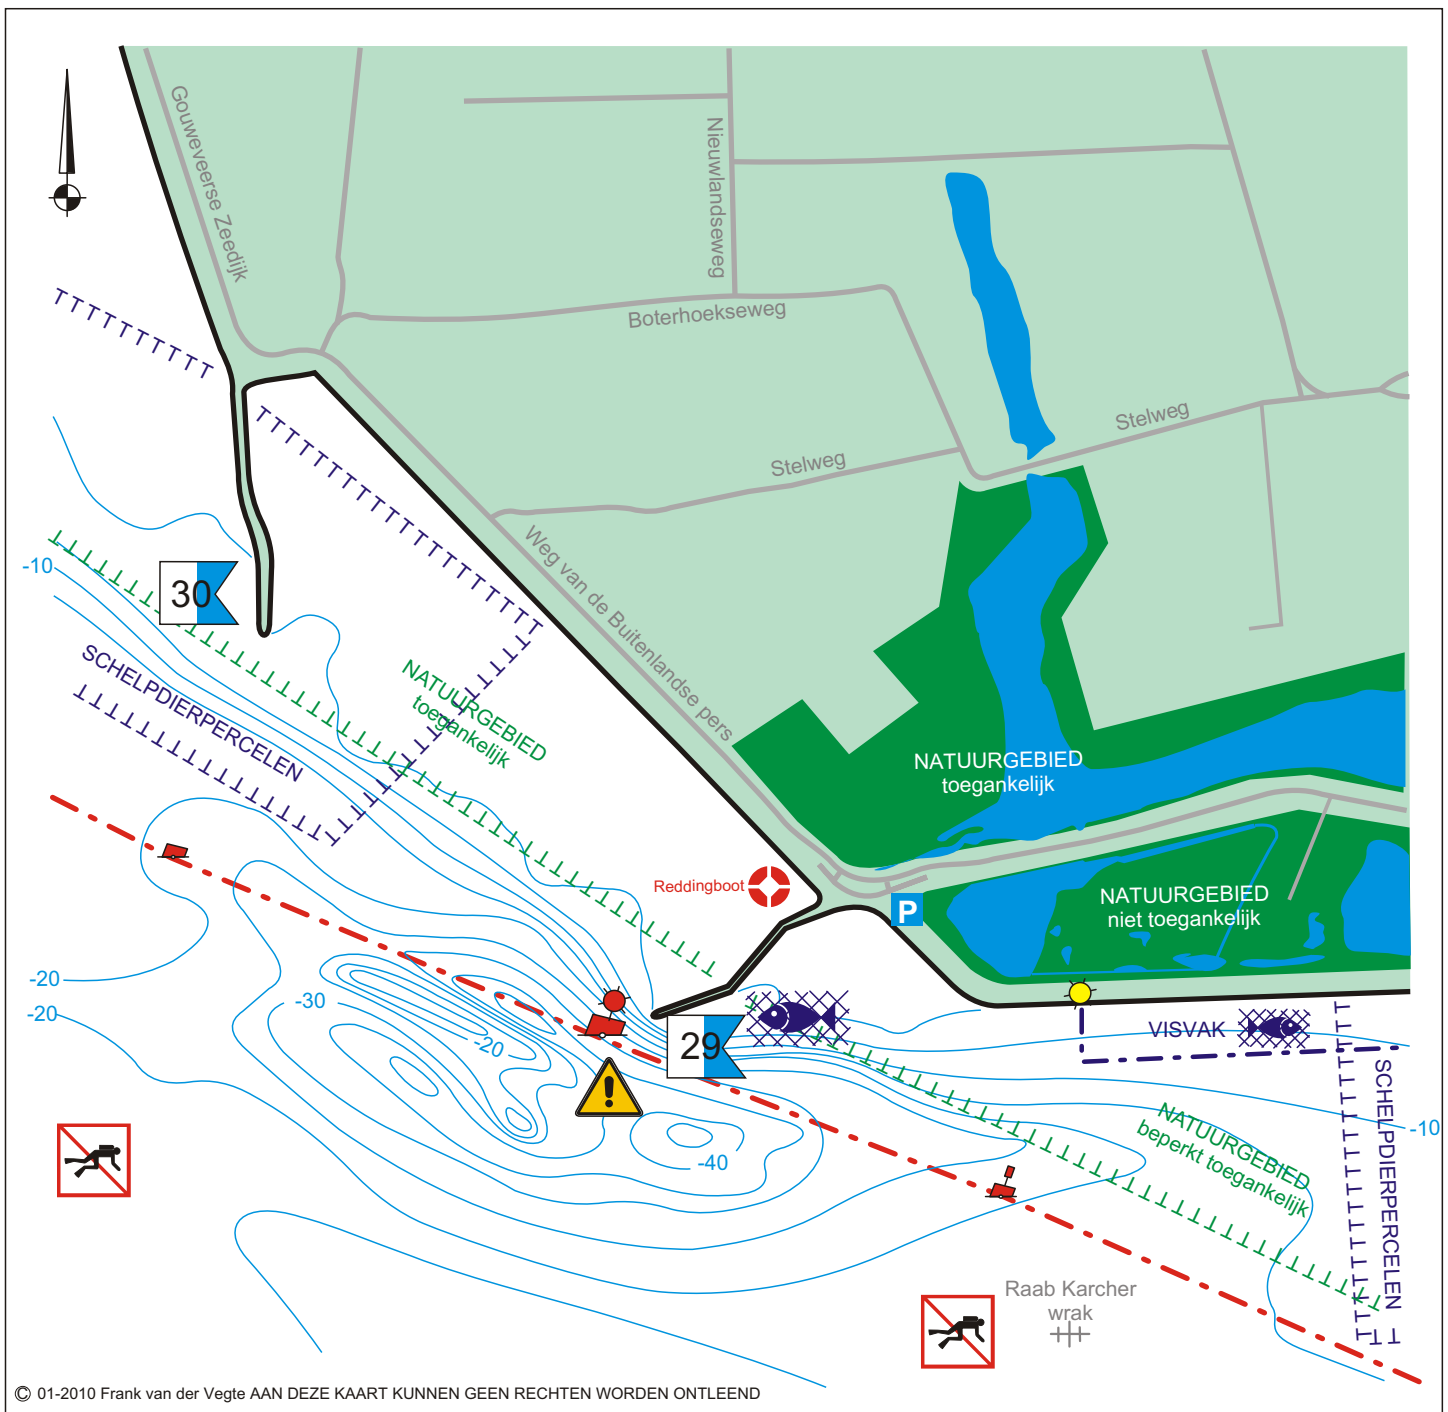 Gouweveerse Zeedijk
Nieuwlandseweg
Boterhoekseweg
Stelweg
Stelweg
Weg van de Buitenlandse pers
-10
30
SCHELPDIERPERCELEN
NATUURGEBIED
toegankelijk
NATUURGEBIED
toegankelijk
Reddingboot
P
NATUURGEBIED
niet toegankelijk
-20
-30
-20
-20
29
VISVAK
SCHELPDIERPERCELEN
NATUURGEBIED
beperkt toegankelijk
-10
-40
Raab Karcher
wrak
© 01-2010 Frank van der Vegte AAN DEZE KAART KUNNEN GEEN RECHTEN WORDEN ONTLEEND